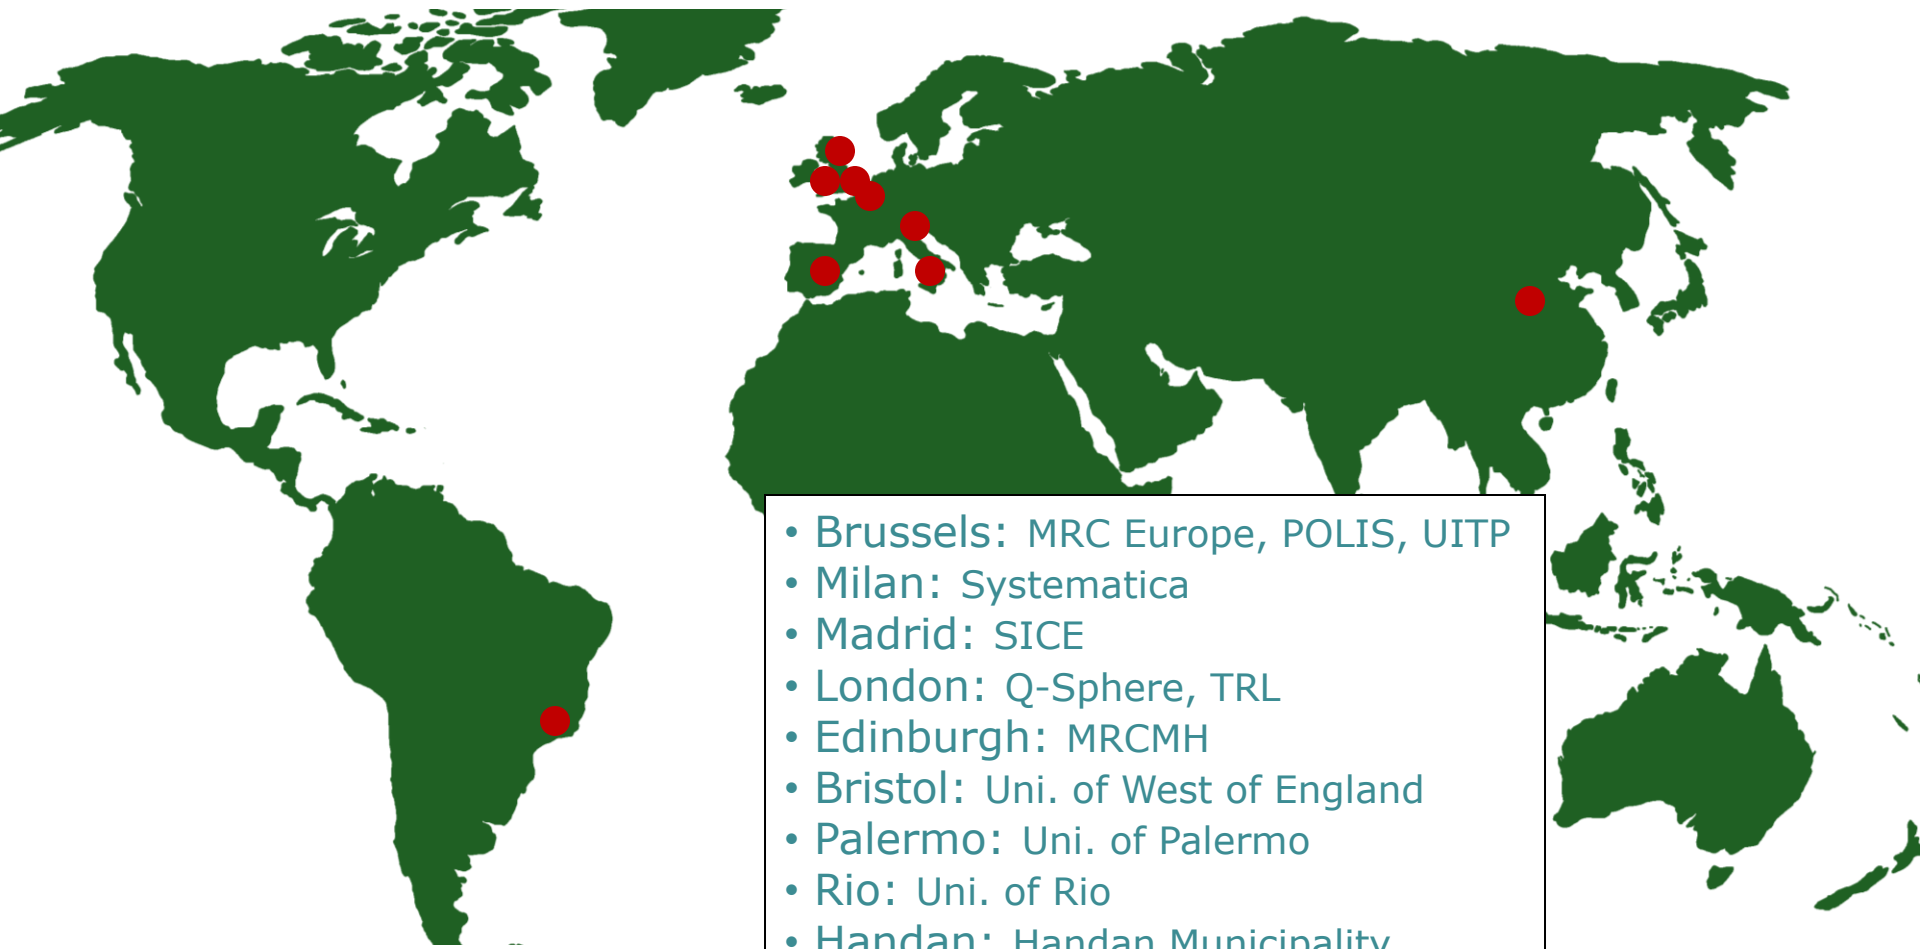 • Brussels: MRC Europe, POLIS, UITP
• Milan: Systematica
• Madrid: SICE
• London: Q-Sphere, TRL
• Edinburgh: MRCMH
• Bristol: Uni. of West of England
• Palermo: Uni. of Palermo
• Rio: Uni. of Rio
• Handan: Handan Municipality